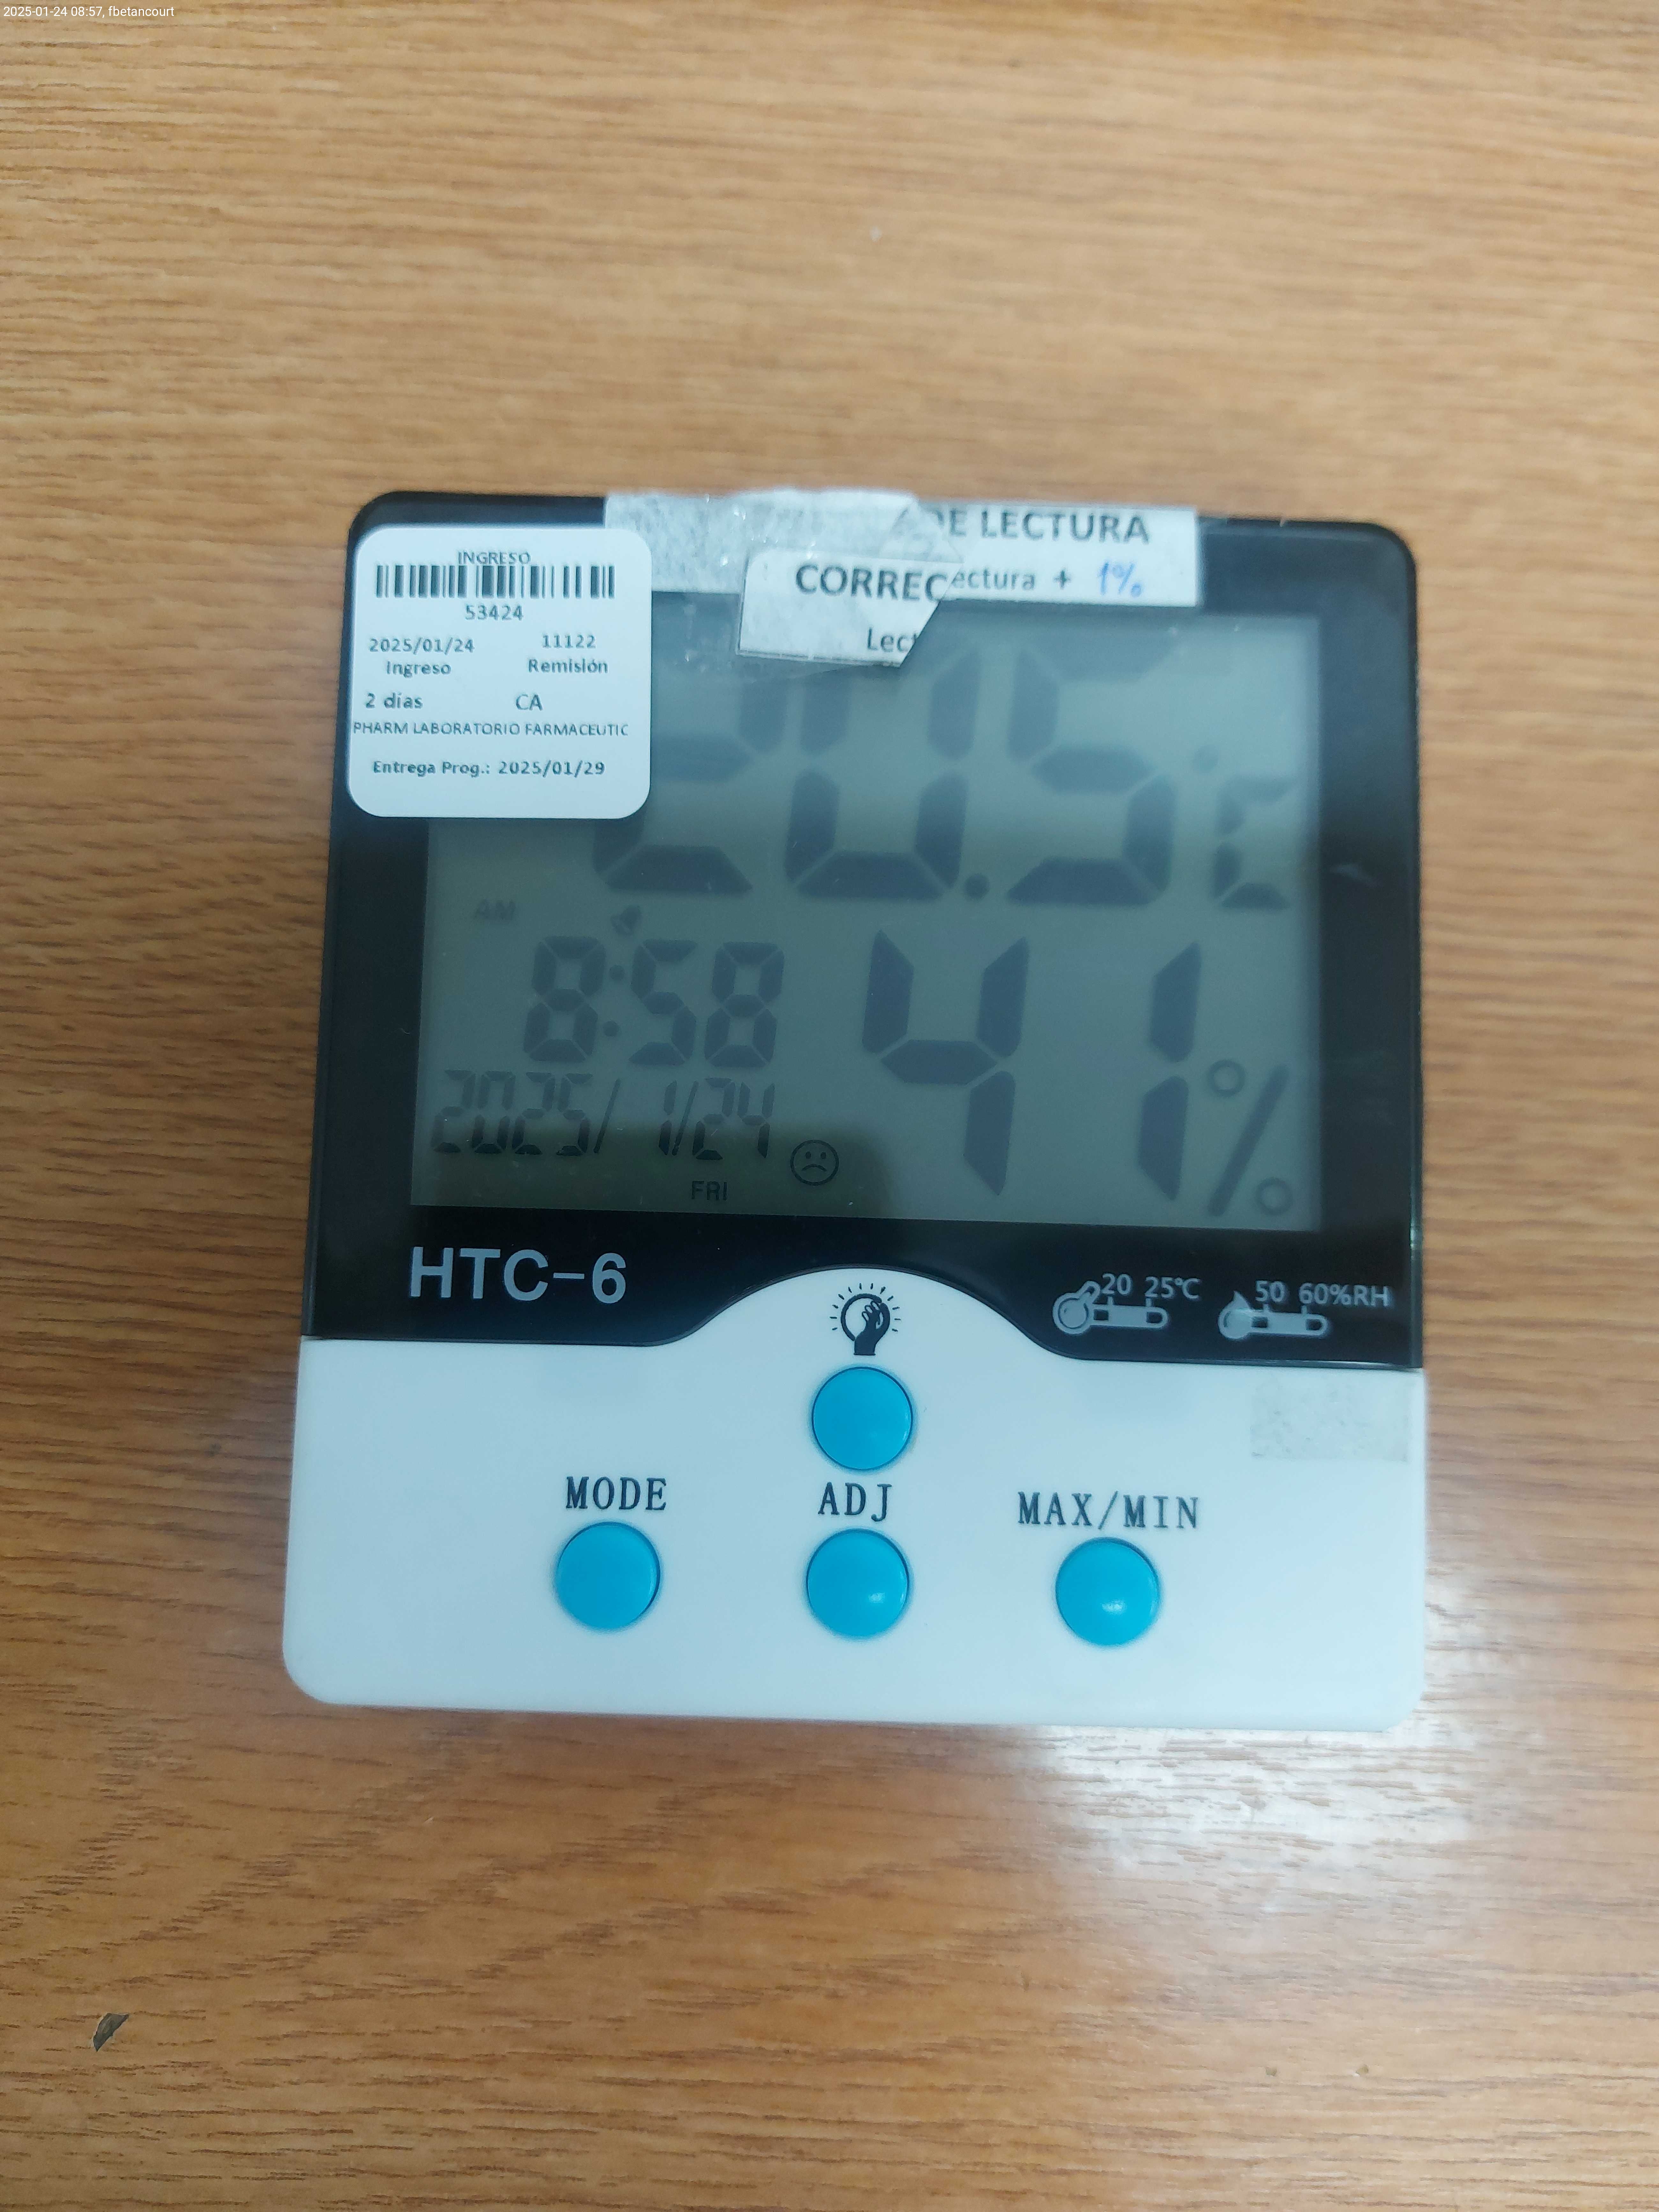 2025-01-24 08:57, fbetancourt
DE LECTURA
CORREC
ectura + 1%
Lect
INGRESO
53424
2025/01/24 11122
Ingreso Remisión
2 días CA
PHARM LABORATORIO FARMACEUTIC
Entrega Prog.: 2025/01/29
20.5°C
AM
8:58
41%
2025/ 1/24
FRI
HTC-6
20 25℃
50 60%RH
MODE
ADJ
MAX/MIN